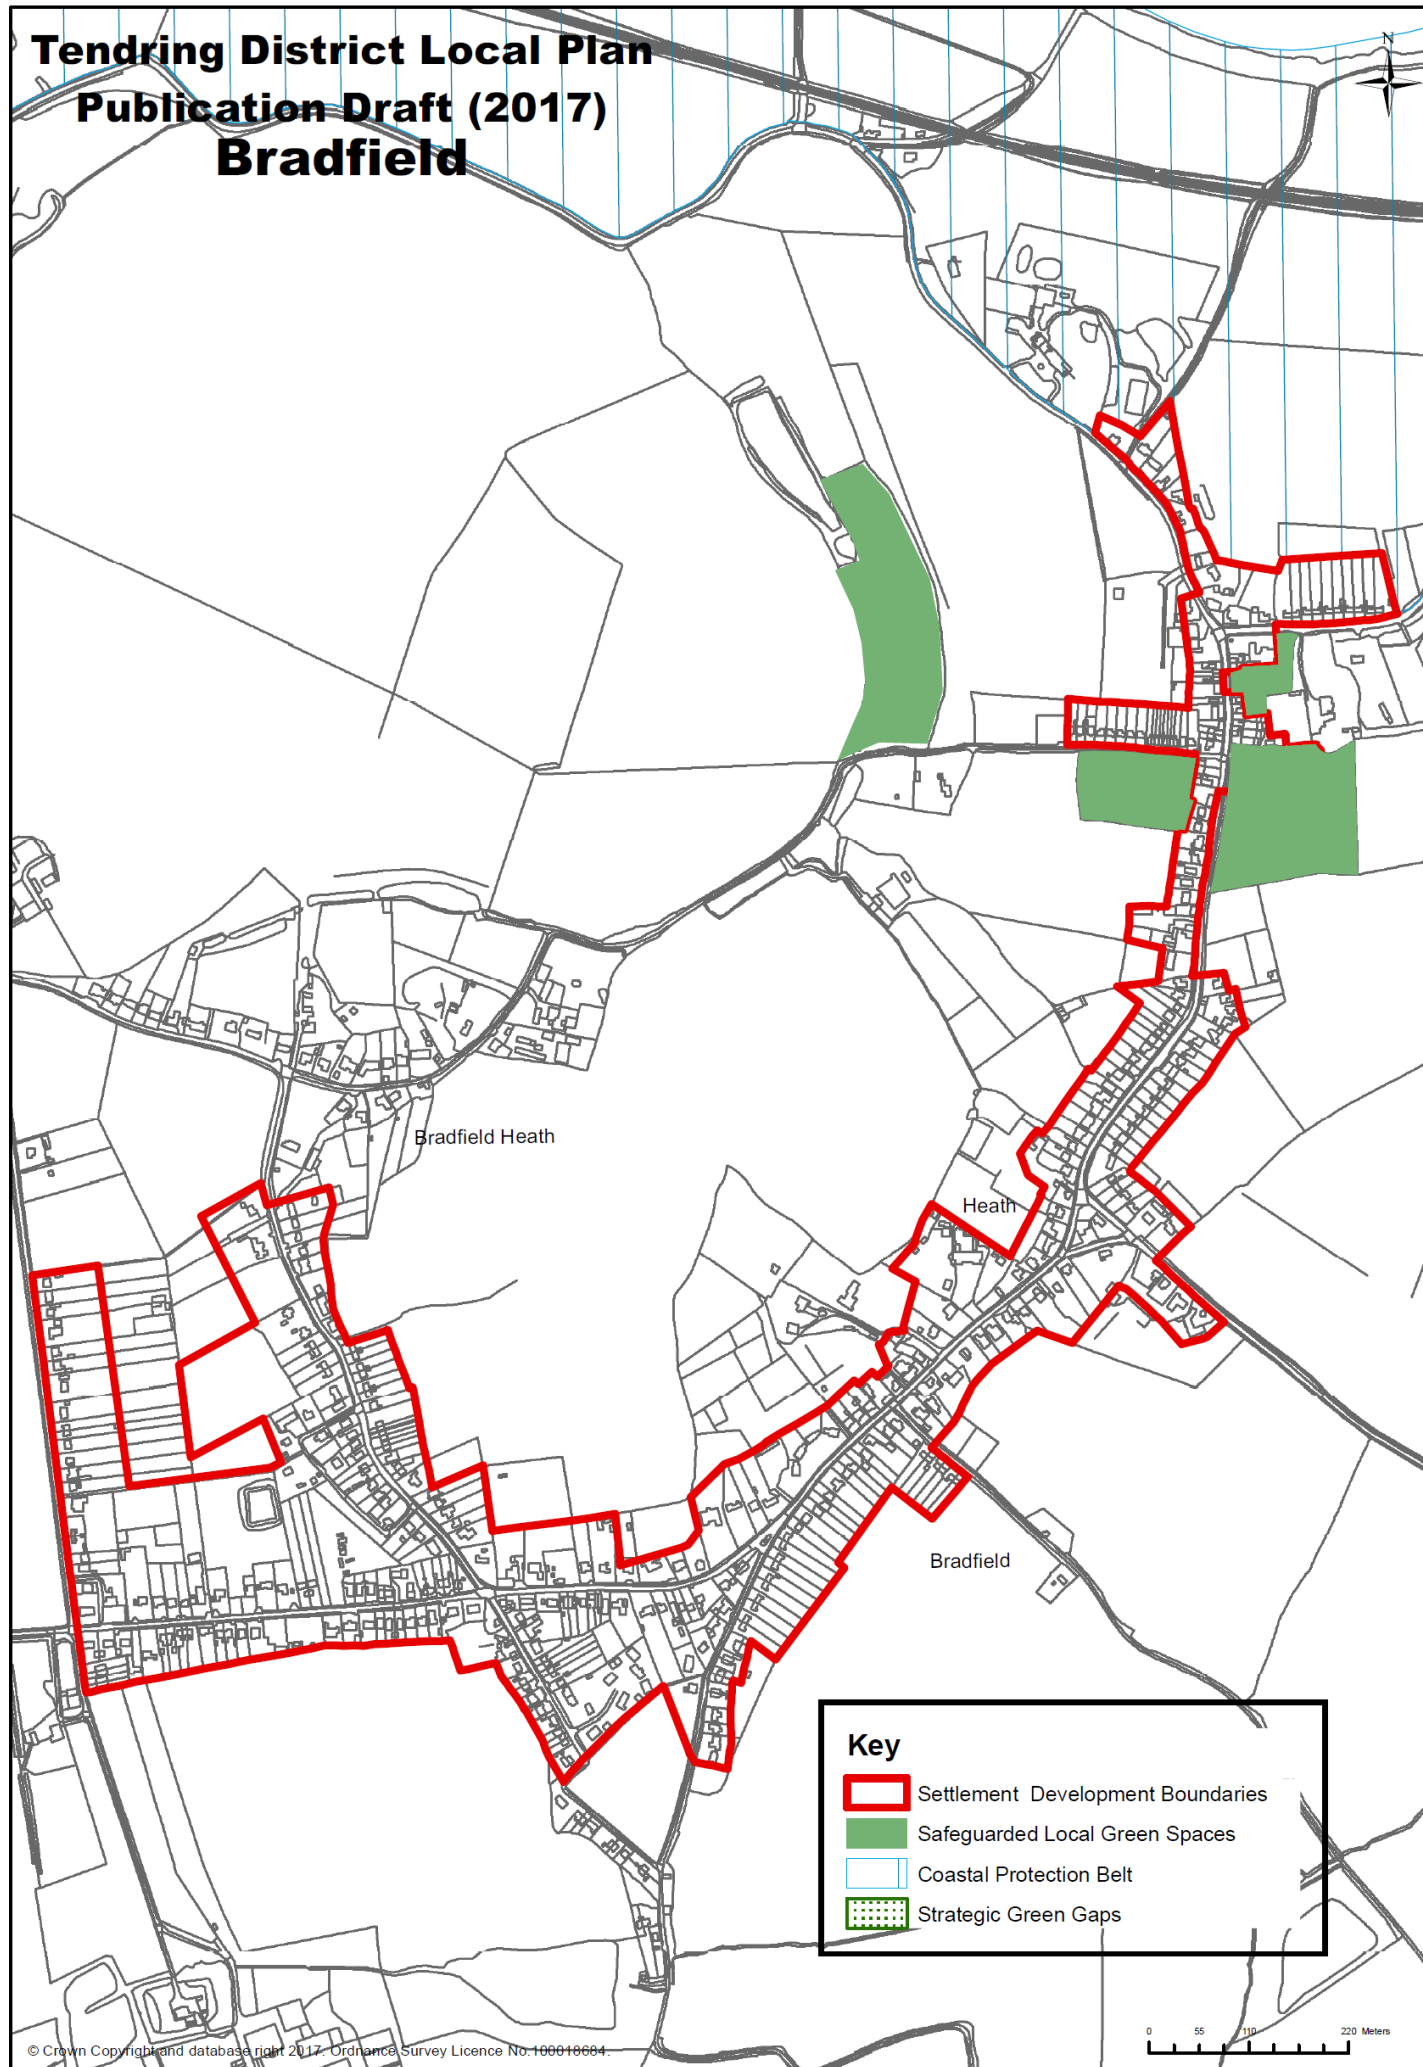 Tendring District Local Plan
Publication Draft (2017)
Bradfield
N
Bradfield Heath
Heath
Bradfield
Key
Settlement Development Boundaries
Safeguarded Local Green Spaces
Coastal Protection Belt
Strategic Green Gaps
0 55 110 220 Meters
© Crown Copyright and database right 2017. Ordnance Survey Licence No.100018684.